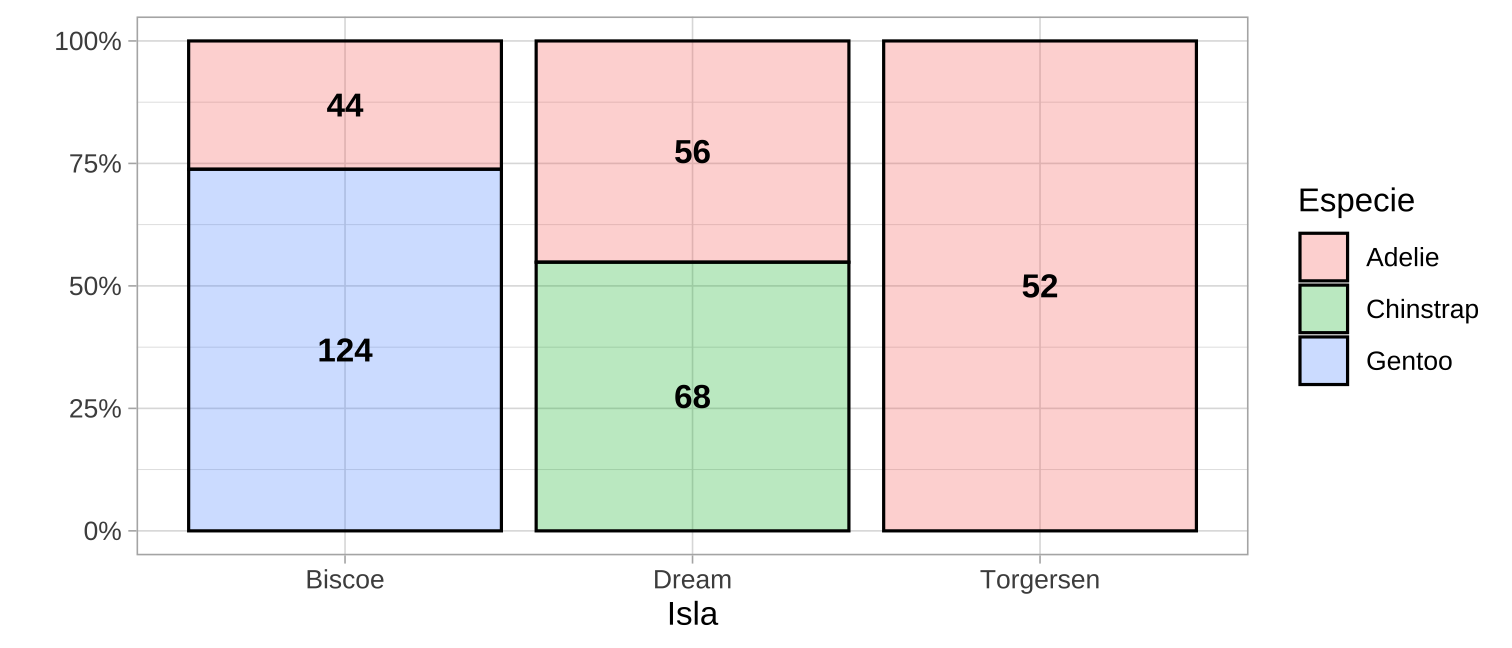 100%
75%
50%
25%
0%
44
124
56
68
52
Biscoe
Dream
Torgersen
Isla
Especie
Adelie
Chinstrap
Gentoo